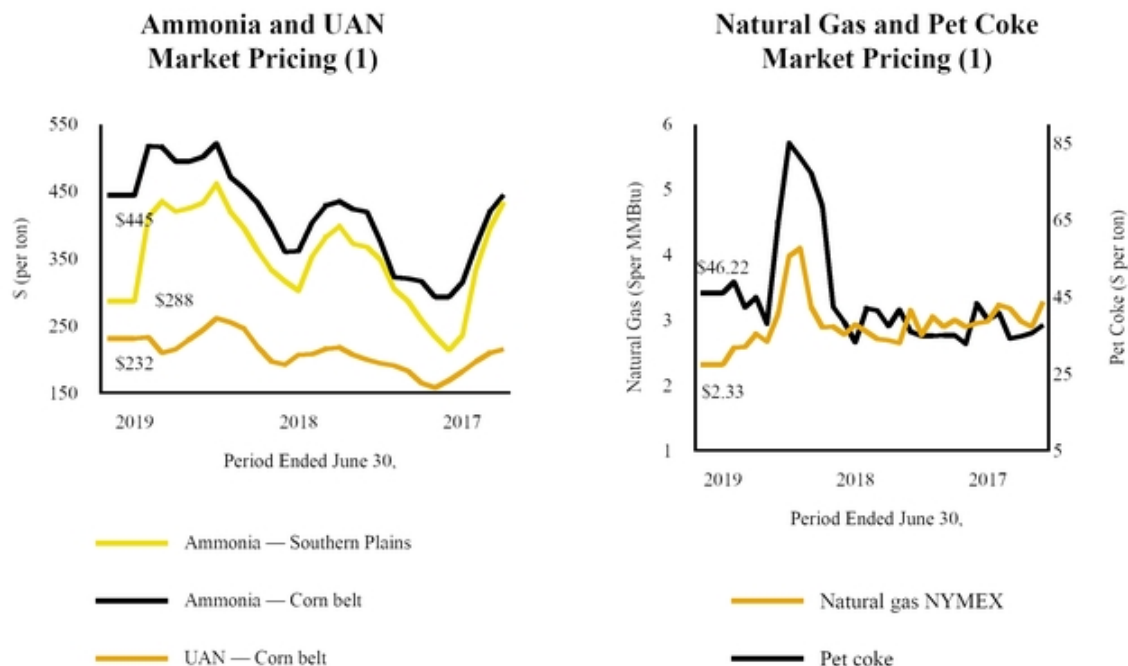 Ammonia and UAN
Market Pricing (1)
550
450
350
250
150
$ (per ton)
$445
$288
$232
2019
2018
2017
Period Ended June 30,
Ammonia — Southern Plains
Ammonia — Corn belt
UAN — Corn belt
Natural Gas and Pet Coke
Market Pricing (1)
6
5
4
3
2
1
Natural Gas ($per MMBtu)
85
65
45
25
5
Pet Coke ($ per ton)
$46.22
$2.33
2019
2018
2017
Period Ended June 30,
Natural gas NYMEX
Pet coke